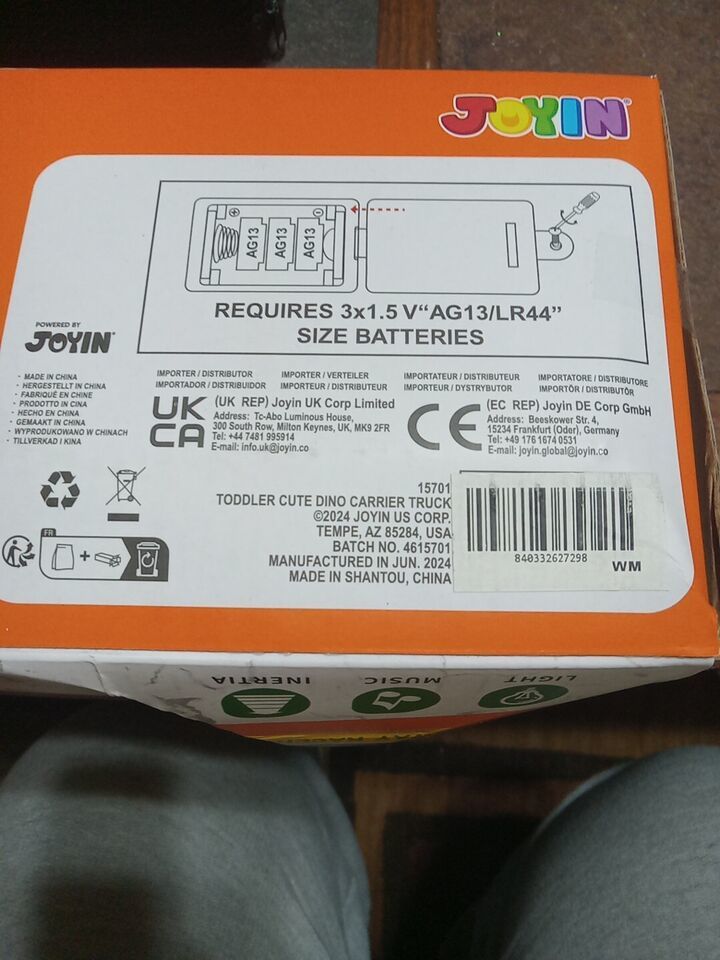 JOYIN®
AG13 AG13 AG13
REQUIRES 3x1.5 V“AG13/LR44”
SIZE BATTERIES
POWERED BY
JOYIN®
- MADE IN CHINA
- HERGESTELLT IN CHINA
- FABRIQUÉ EN CHINE
- PRODOTTO IN CINA
- HECHO EN CHINA
- GEMAAKT IN CHINA
- WYPRODUKOWANO W CHINACH
- TILLVERKAD I KINA
IMPORTER / DISTRIBUTOR IMPORTER / VERTEILER IMPORTATEUR / DISTRIBUTEUR IMPORTATORE / DISTRIBUTORE
IMPORTADOR / DISTRIBUIDOR IMPORTEUR / DISTRIBUTEUR IMPORTEUR / DYSTRYBUTOR IMPORTÖR / DISTRIBUTÖR
UK
CA
(UK REP) Joyin UK Corp Limited
Address: Tc-Abo Luminous House,
300 South Row, Milton Keynes, UK, MK9 2FR
Tel: +44 7481 995914
E-mail: info.uk@joyin.co
CE
(EC REP) Joyin DE Corp GmbH
Address: Beeskower Str. 4,
15234 Frankfurt (Oder), Germany
Tel: +49 176 1674 0531
E-mail: joyin.global@joyin.co
FR
15701
TODDLER CUTE DINO CARRIER TRUCK
©2024 JOYIN US CORP.
TEMPE, AZ 85284, USA
BATCH NO. 4615701
MANUFACTURED IN JUN. 2024
MADE IN SHANTOU, CHINA
840332627298
WM
LIGHT
MUSIC
INERTIA